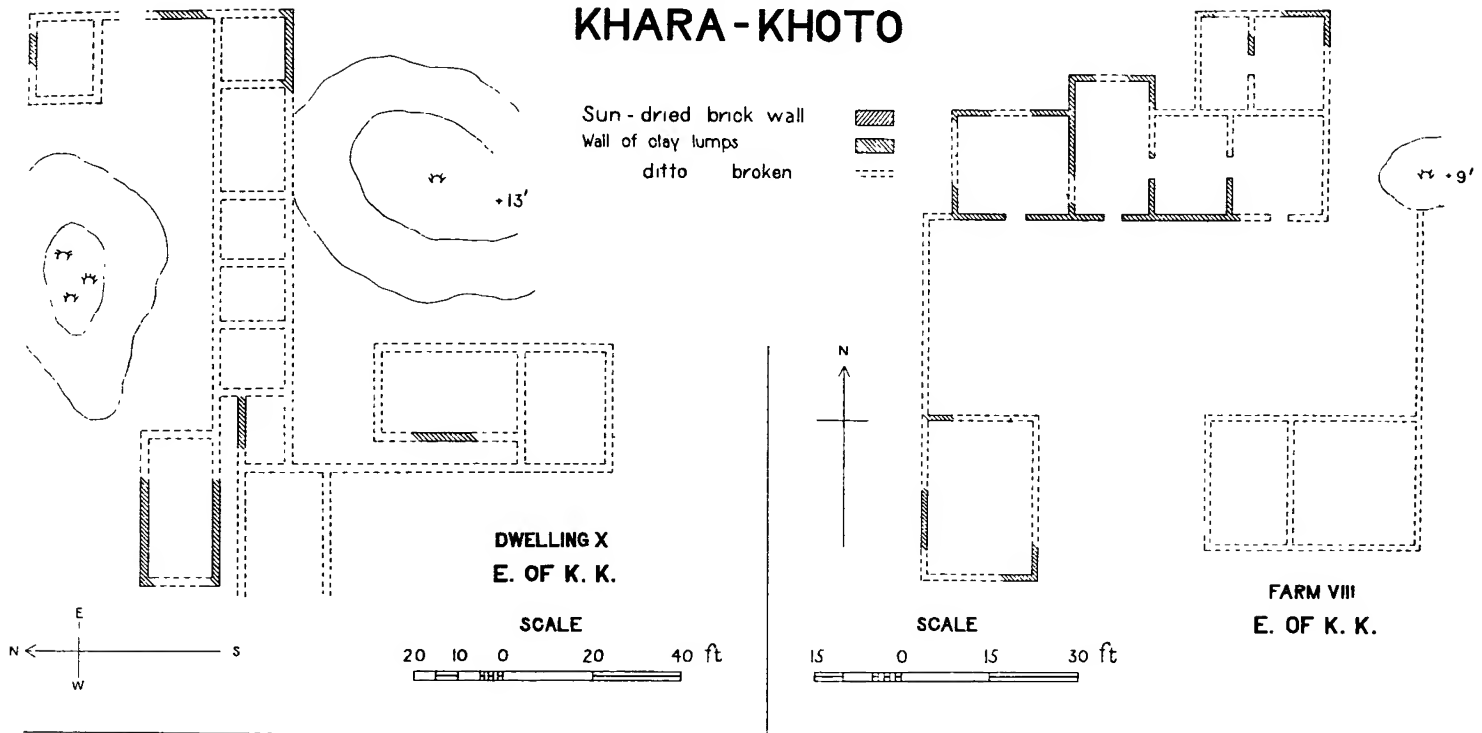 KHARA-KHOTO
Sun-dried brick wall
Wall of clay lumps
ditto broken
+13'
+9'
DWELLING X
E. OF K. K.
SCALE
20 10 0 20 40 ft
E
N S
W
N
SCALE
15 0 15 30 ft
FARM VIII
E. OF K. K.